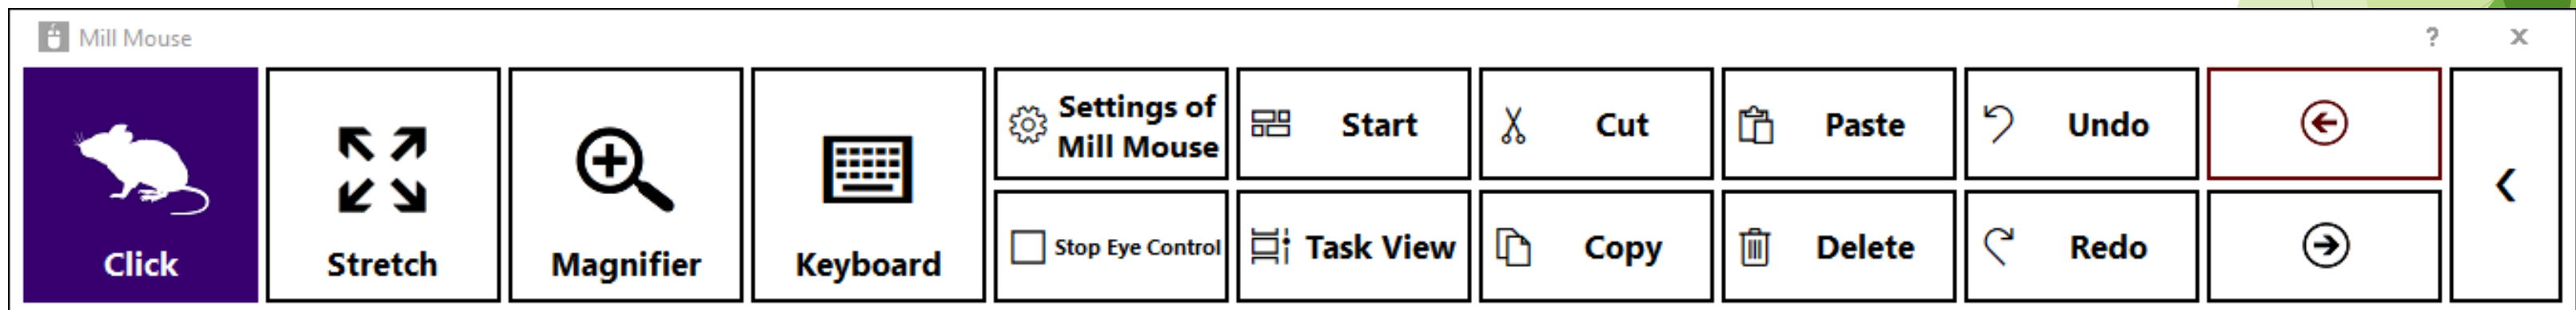 Mill Mouse
? x
Click
Stretch
Magnifier
Keyboard
Settings of
Mill Mouse
Stop Eye Control
Start
Task View
Cut
Copy
Paste
Delete
Undo
Redo